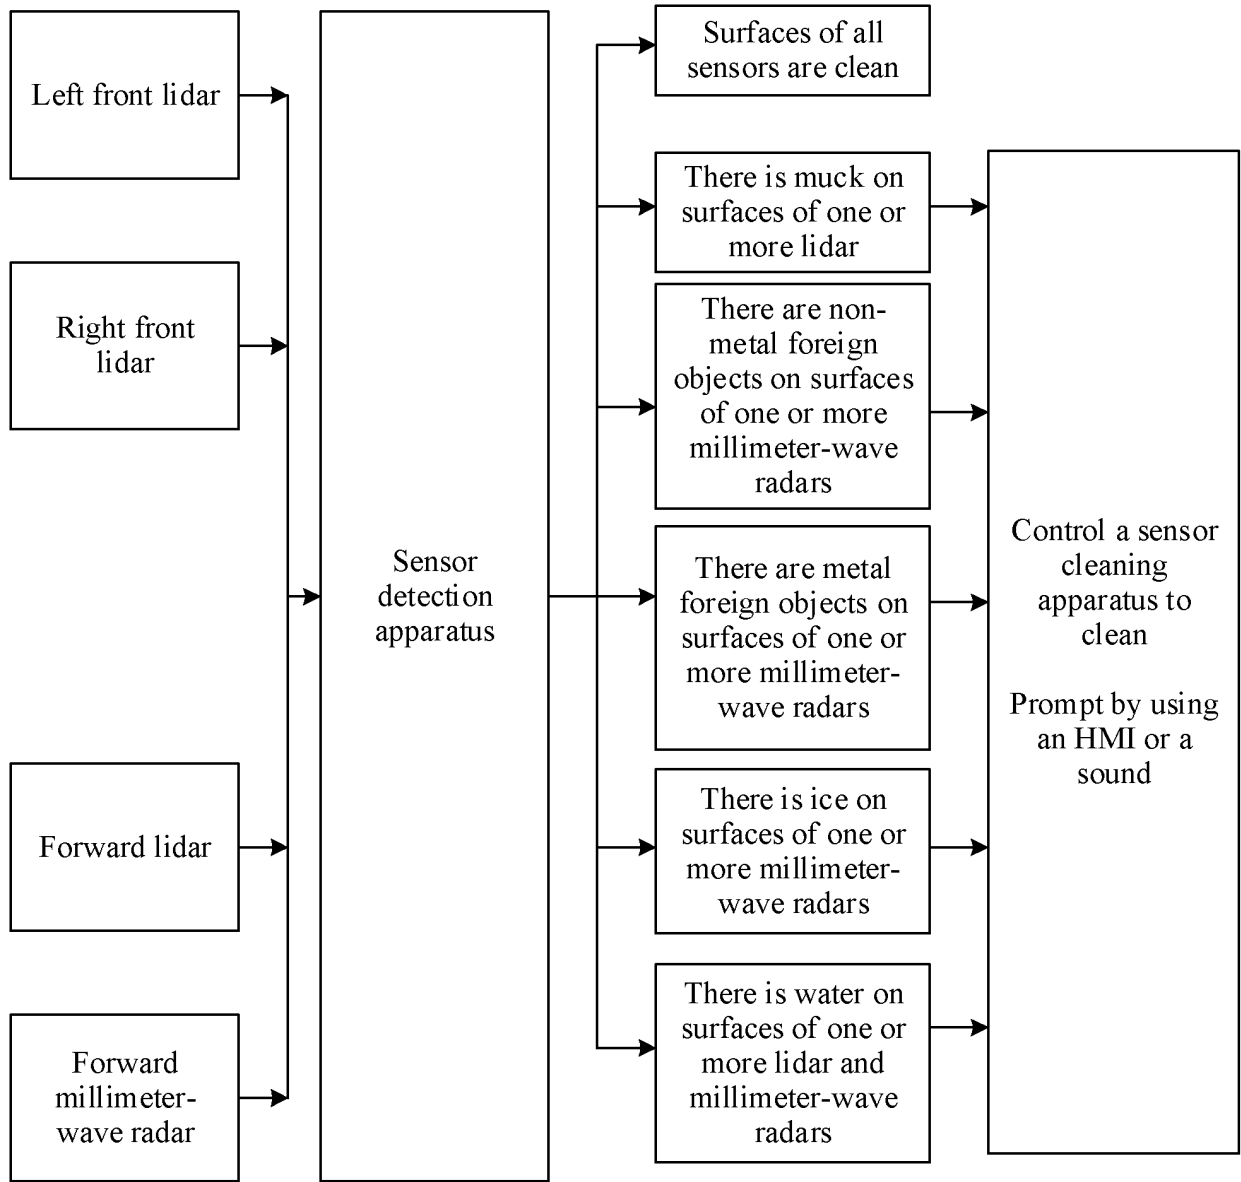 Left front lidar
Right front
lidar
Forward lidar
Forward
millimeter-
wave radar
Sensor
detection
apparatus
Surfaces of all
sensors are clean
There is muck on
surfaces of one or
more lidar
There are non-
metal foreign
objects on surfaces
of one or more
millimeter-wave
radars
There are metal
foreign objects on
surfaces of one or
more millimeter-
wave radars
There is ice on
surfaces of one or
more millimeter-
wave radars
There is water on
surfaces of one or
more lidar and
millimeter-wave
radars
Control a sensor
cleaning
apparatus to
clean
Prompt by using
an HMI or a
sound